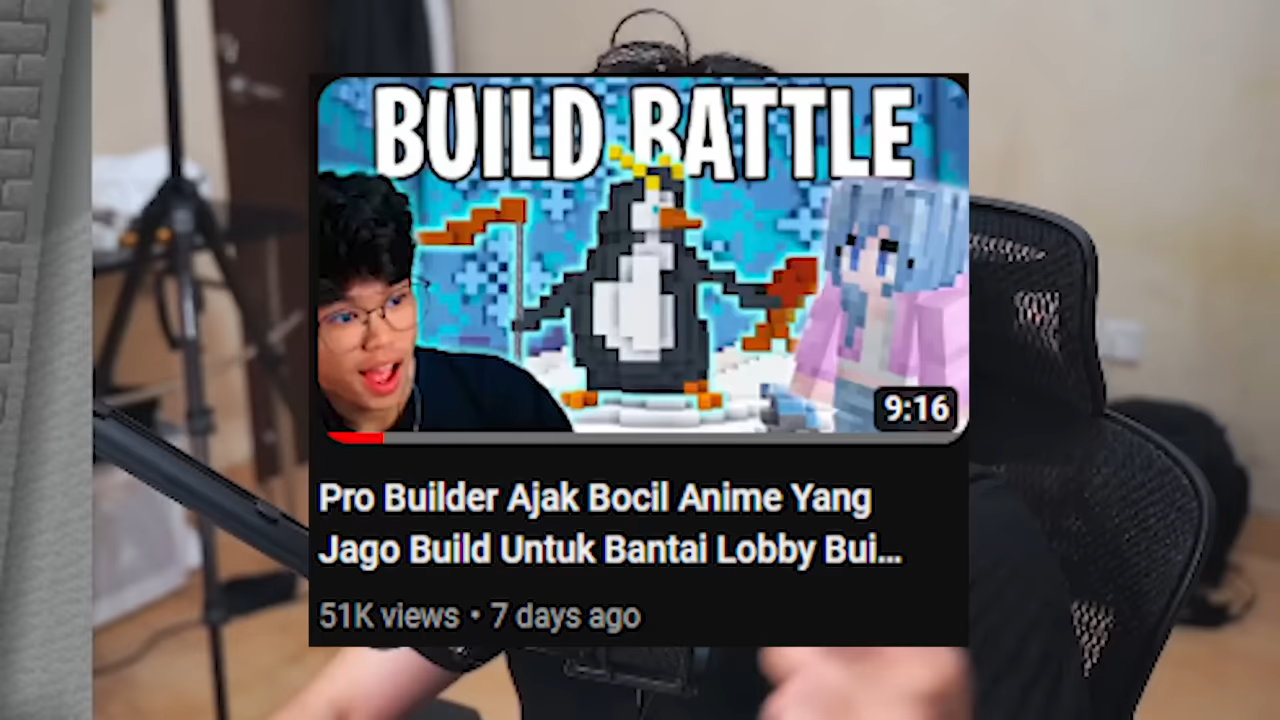 BUILD BATTLE
9:16
Pro Builder Ajak Bocil Anime Yang
Jago Build Untuk Bantai Lobby Bui...
51K views • 7 days ago